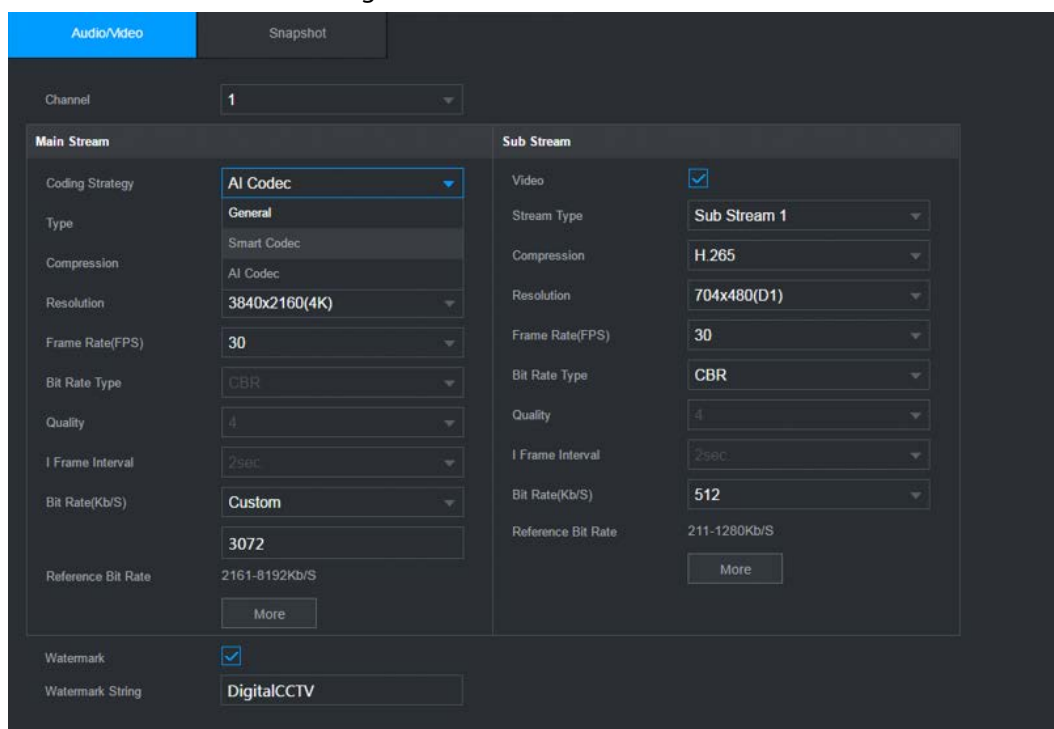 Audio/Video Snapshot
Channel 1
Main Stream
Coding Strategy AI Codec
General
Type
Smart Codec
Compression
AI Codec
Resolution 3840x2160(4K)
Frame Rate(FPS) 30
Bit Rate Type CBR
Quality 4
I Frame Interval 2sec.
Bit Rate(Kb/S) Custom
3072
Reference Bit Rate 2161-8192Kb/S
More
Sub Stream
Video
Stream Type Sub Stream 1
Compression H.265
Resolution 704x480(D1)
Frame Rate(FPS) 30
Bit Rate Type CBR
Quality 4
I Frame Interval 2sec.
Bit Rate(Kb/S) 512
Reference Bit Rate 211-1280Kb/S
More
Watermark
Watermark String DigitalCCTV